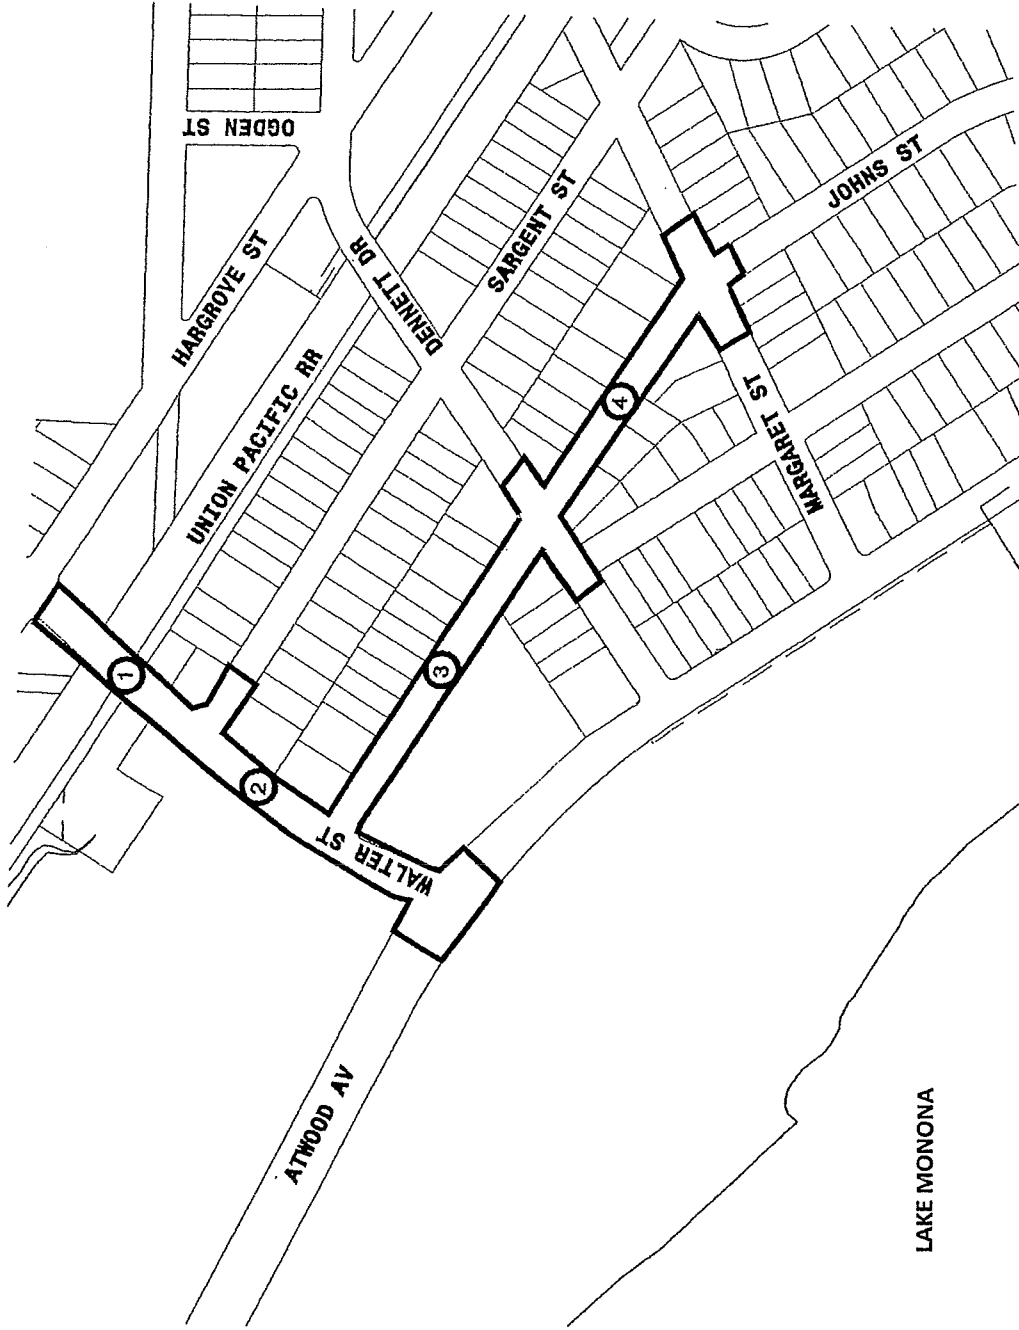 OGDEN ST
HARGROVE ST
DENNETT DR
SARGENT ST
JOHNS ST
UNION PACIFIC RR
4
MARGARET ST
1
3
2
WALTER ST
ATWOOD AV
LAKE MONONA